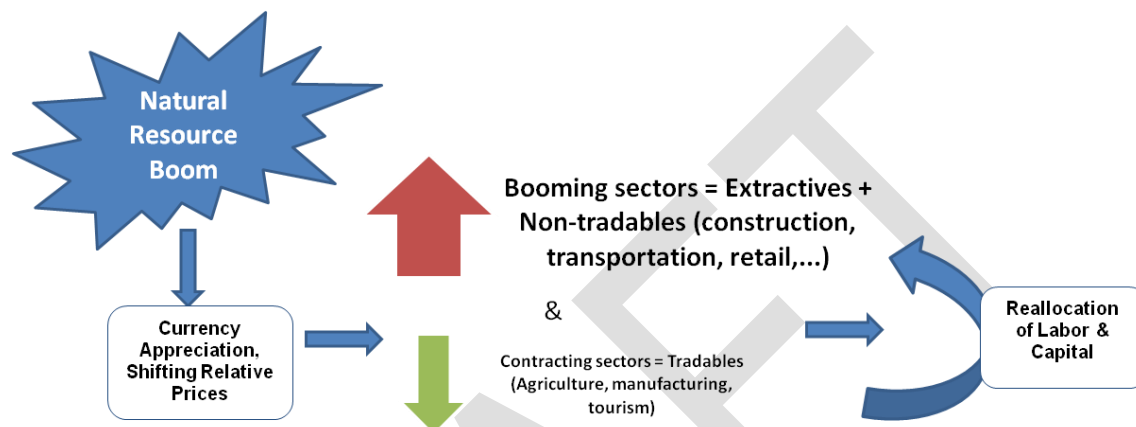 Natural
Resource
Boom
Booming sectors = Extractives +
Non-tradables (construction,
transportation, retail,...)
&
Currency
Appreciation,
Shifting Relative
Prices
Contracting sectors = Tradables
(Agriculture, manufacturing,
tourism)
Reallocation
of Labor &
Capital